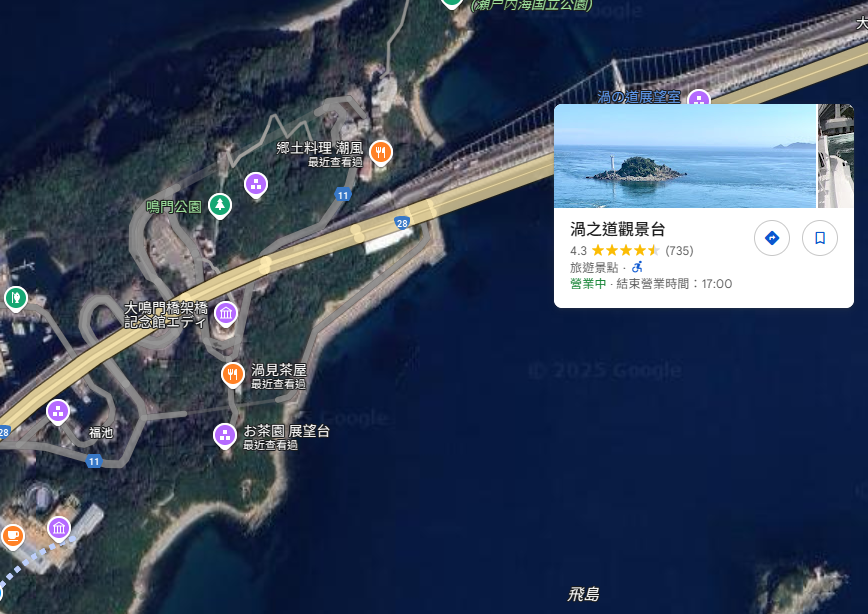 (瀬戸内海国立公園)
Google
大
渦の道展望室
郷土料理 潮風
最近查看過
11
鳴門公園
28
渦之道觀景台
4.3 (735)
旅遊景點 ·
營業中 · 結束營業時間：17:00
大鳴門橋架橋
記念館エディ
渦見茶屋
最近查看過
© 2025 Google
Google
28
福池
お茶園 展望台
最近查看過
11
飛島